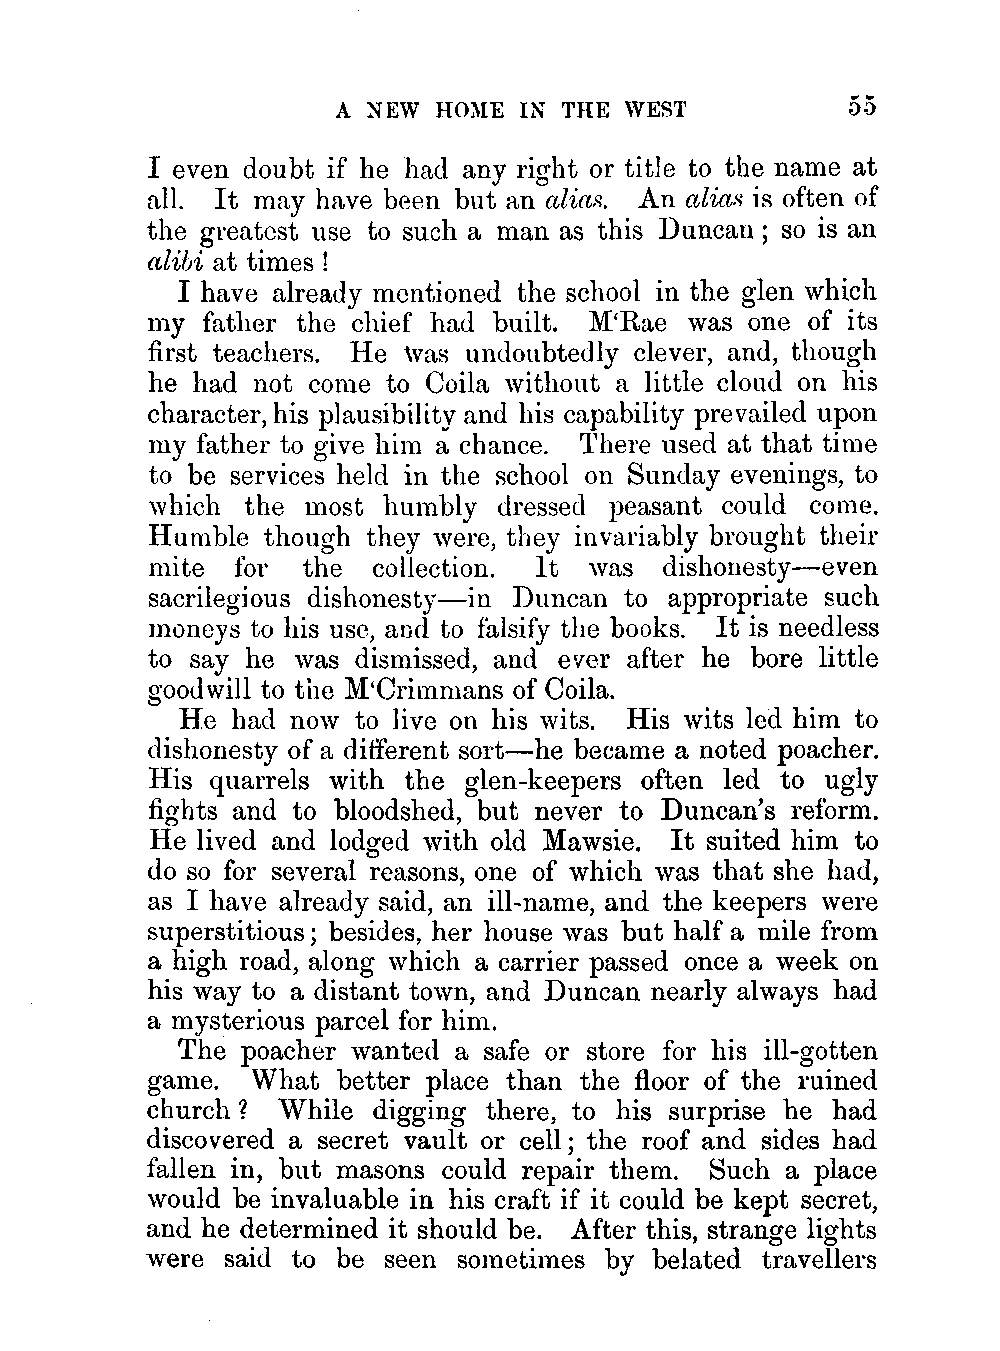 A NEW HOME IN THE WEST 55
I even doubt if he had any right or title to the name at
all. It may have been but an alias. An alias is often of
the greatest use to such a man as this Duncan; so is an
alibi at times!
I have already mentioned the school in the glen which
my father the chief had built. M‘Rae was one of its
first teachers. He was undoubtedly clever, and, though
he had not come to Coila without a little cloud on his
character, his plausibility and his capability prevailed upon
my father to give him a chance. There used at that time
to be services held in the school on Sunday evenings, to
which the most humbly dressed peasant could come.
Humble though they were, they invariably brought their
mite for the collection. It was dishonesty—even
sacrilegious dishonesty—in Duncan to appropriate such
moneys to his use, and to falsify the books. It is needless
to say he was dismissed, and ever after he bore little
goodwill to the M‘Crimmans of Coila.
He had now to live on his wits. His wits led him to
dishonesty of a different sort—he became a noted poacher.
His quarrels with the glen-keepers often led to ugly
fights and to bloodshed, but never to Duncan's reform.
He lived and lodged with old Mawsie. It suited him to
do so for several reasons, one of which was that she had,
as I have already said, an ill-name, and the keepers were
superstitious; besides, her house was but half a mile from
a high road, along which a carrier passed once a week on
his way to a distant town, and Duncan nearly always had
a mysterious parcel for him.
The poacher wanted a safe or store for his ill-gotten
game. What better place than the floor of the ruined
church? While digging there, to his surprise he had
discovered a secret vault or cell; the roof and sides had
fallen in, but masons could repair them. Such a place
would be invaluable in his craft if it could be kept secret,
and he determined it should be. After this, strange lights
were said to be seen sometimes by belated travellers